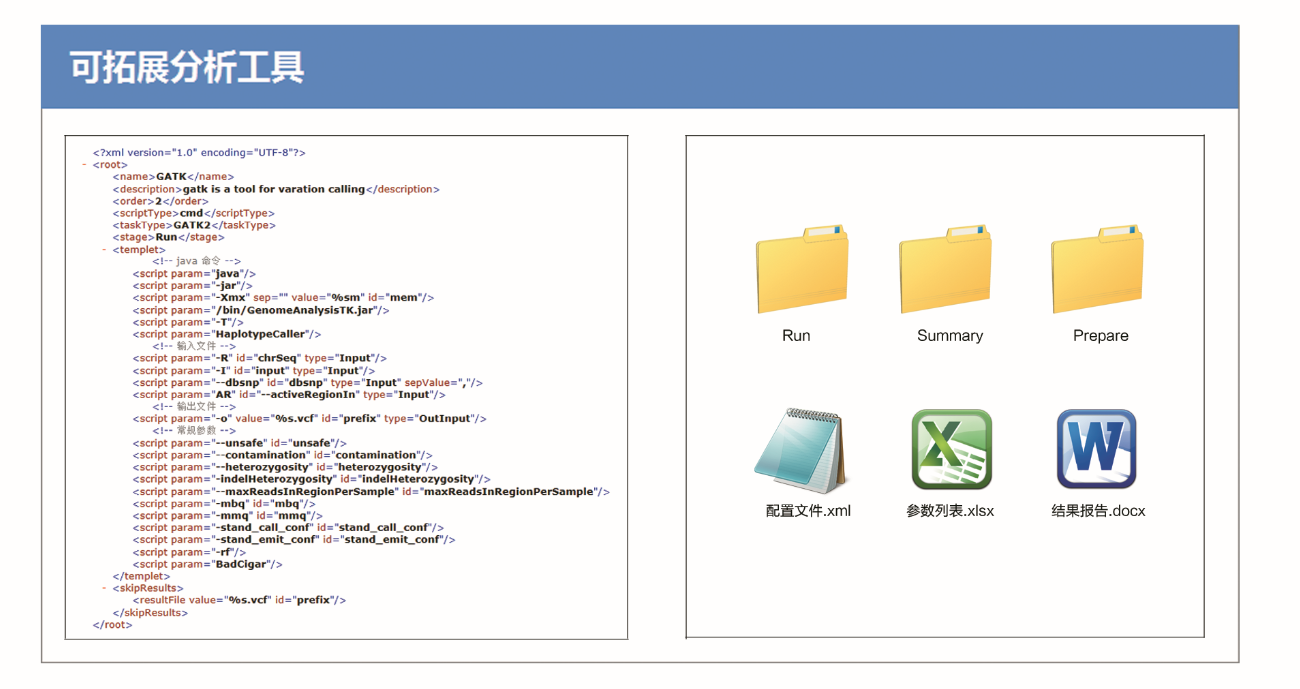 可拓展分析工具
<?xml version="1.0" encoding="UTF-8"?>
- <root>
<name>GATK</name>
<description>gatk is a tool for varation calling</description>
<order>2</order>
<scriptType>cmd</scriptType>
<taskType>GATK2</taskType>
<stage>Run</stage>
- <templet>
<!-- java 命令 -->
<script param="java"/>
<script param="-jar"/>
<script param="-Xmx" sep="" value="%sm" id="mem"/>
<script param="/bin/GenomeAnalysisTK.jar"/>
<script param="-T"/>
<script param="HaplotypeCaller"/>
<!-- 输入文件 -->
<script param="-R" id="chrSeq" type="Input"/>
<script param="-I" id="input" type="Input"/>
<script param="--dbsnp" id="dbsnp" type="Input" sepValue=","/>
<script param="AR" id="--activeRegionIn" type="Input"/>
<!-- 输出文件 -->
<script param="-o" value="%s.vcf" id="prefix" type="OutInput"/>
<!-- 常规参数 -->
<script param="--unsafe" id="unsafe"/>
<script param="--contamination" id="contamination"/>
<script param="--heterozygosity" id="heterozygosity"/>
<script param="-indelHeterozygosity" id="indelHeterozygosity"/>
<script param="--maxReadsInRegionPerSample" id="maxReadsInRegionPerSample"/>
<script param="-mbq" id="mbq"/>
<script param="-mmq" id="mmq"/>
<script param="-stand_call_conf" id="stand_call_conf"/>
<script param="-stand_emit_conf" id="stand_emit_conf"/>
<script param="-rf"/>
<script param="BadCigar"/>
</templet>
- <skipResults>
<resultFile value="%s.vcf" id="prefix"/>
</skipResults>
</root>
Run
Summary
Prepare
配置文件.xml
参数列表.xlsx
结果报告.docx